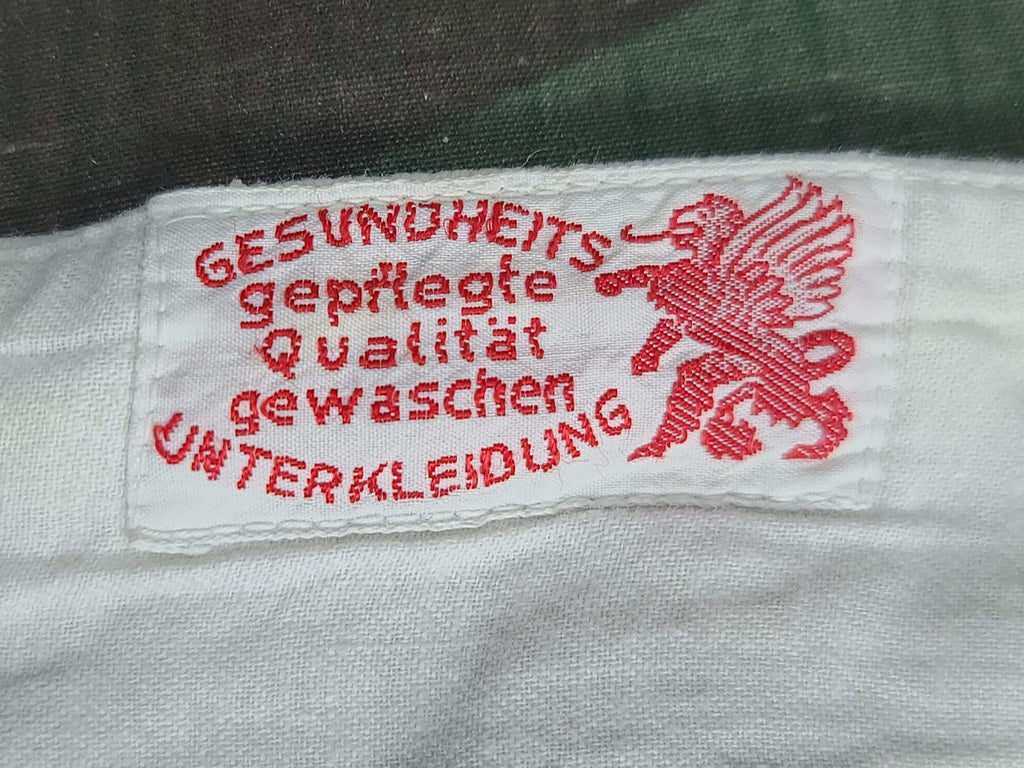 GESUNDHEITS
gepflegte
Qualität
gewaschen
UNTERKLEIDUNG